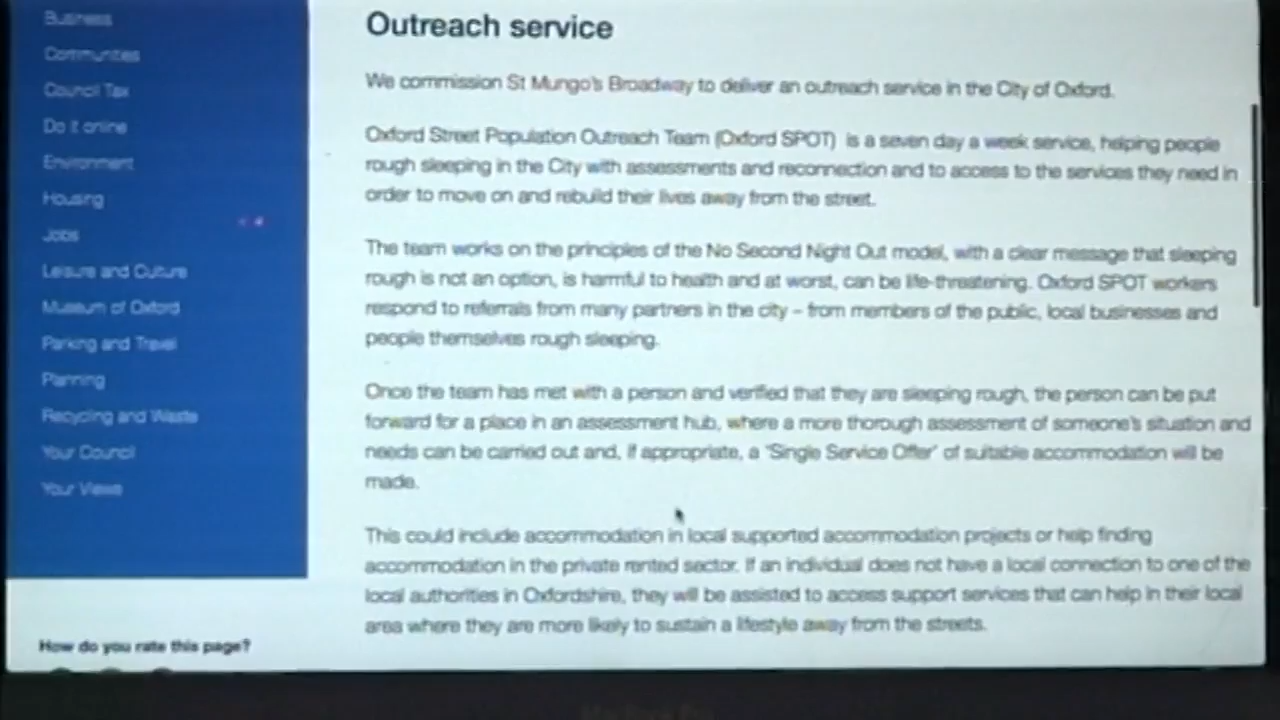 Business
Communities
Council Tax
Do it online
Environment
Housing
Jobs
Leisure and Culture
Museum of Oxford
Parking and Travel
Planning
Recycling and Waste
Your Council
Your Views
How do you rate this page?
Outreach service
We commission St Mungo's Broadway to deliver an outreach service in the City of Oxford.
Oxford Street Population Outreach Team (Oxford SPOT) is a seven day a week service, helping people
rough sleeping in the City with assessments and reconnection and to access to the services they need in
order to move on and rebuild their lives away from the street.
The team works on the principles of the No Second Night Out model, with a clear message that sleeping
rough is not an option, is harmful to health and at worst, can be life-threatening. Oxford SPOT workers
respond to referrals from many partners in the city – from members of the public, local businesses and
people themselves rough sleeping.
Once the team has met with a person and verified that they are sleeping rough, the person can be put
forward for a place in an assessment hub, where a more thorough assessment of someone's situation and
needs can be carried out and, if appropriate, a 'Single Service Offer' of suitable accommodation will be
made.
This could include accommodation in local supported accommodation projects or help finding
accommodation in the private rented sector. If an individual does not have a local connection to one of the
local authorities in Oxfordshire, they will be assisted to access support services that can help in their local
area where they are more likely to sustain a lifestyle away from the streets.